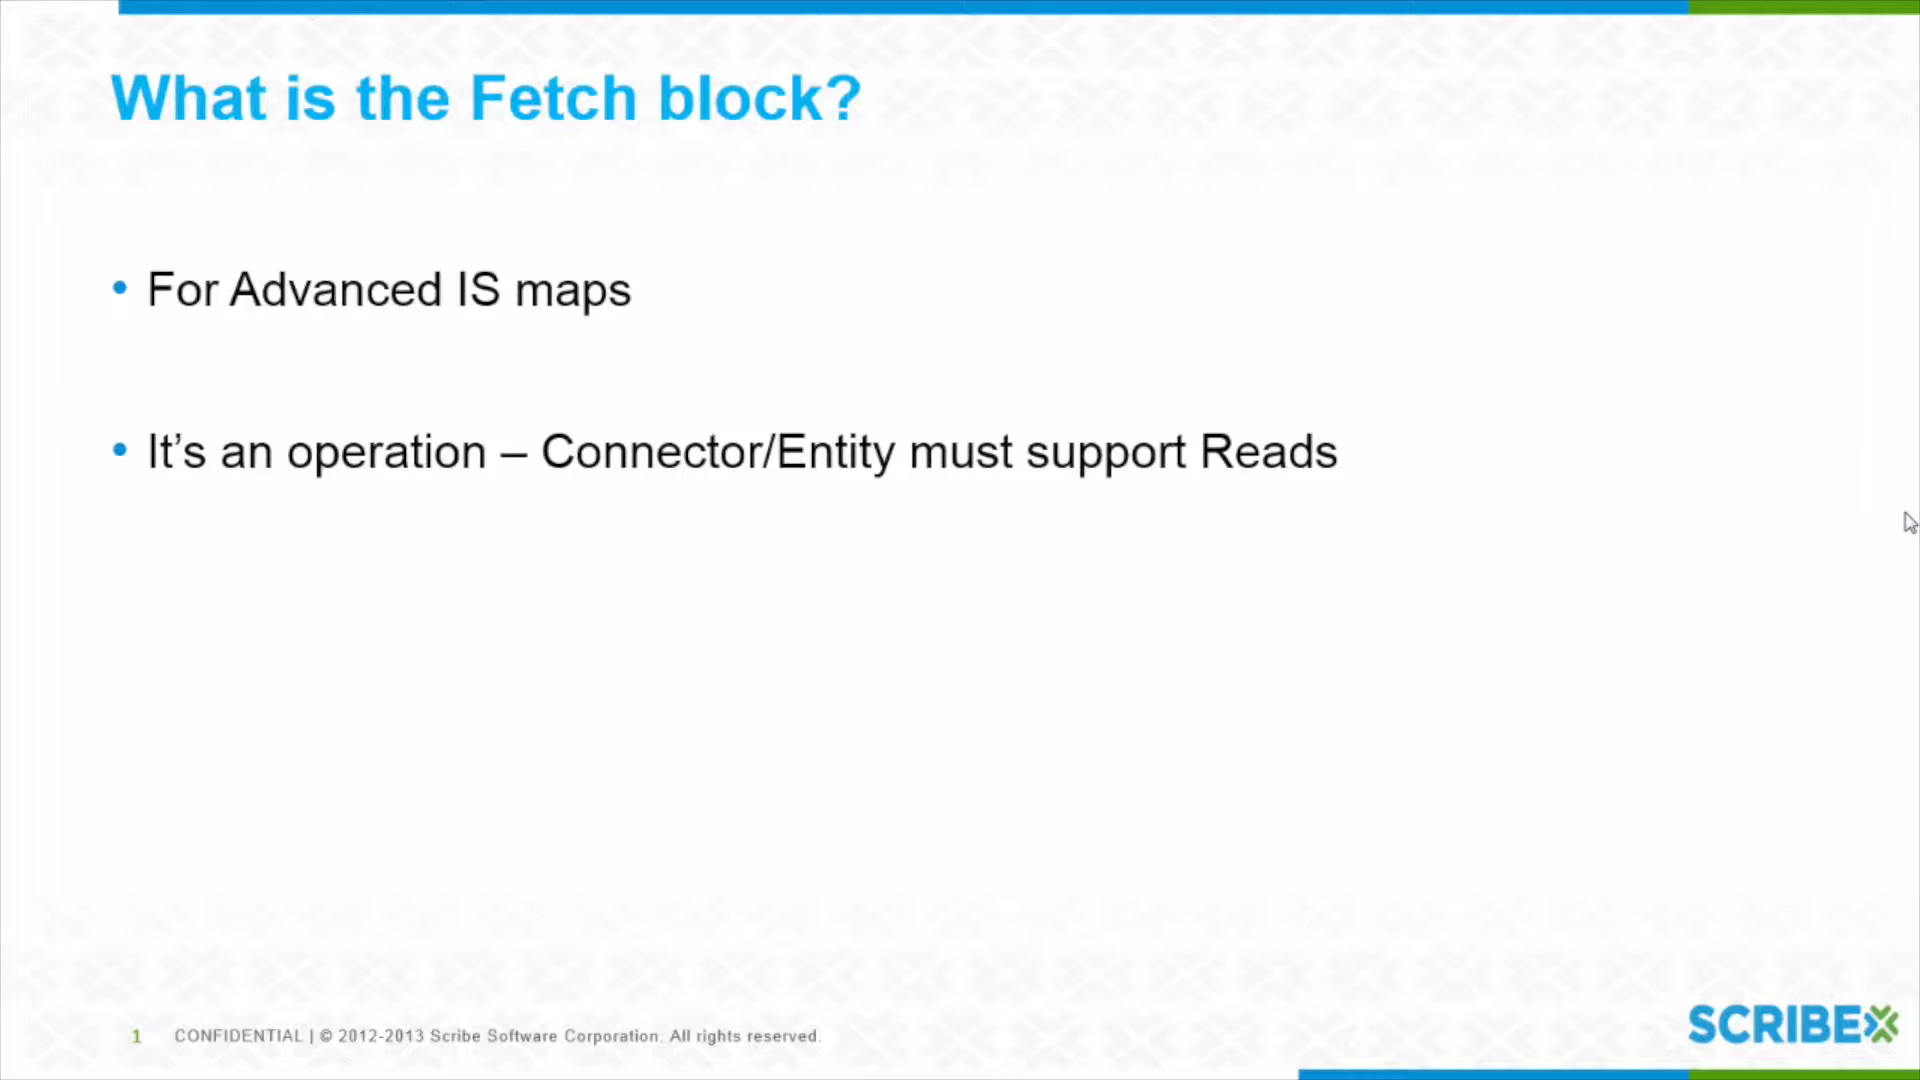 What is the Fetch block?
• For Advanced IS maps
• It’s an operation – Connector/Entity must support Reads
1 CONFIDENTIAL | © 2012-2013 Scribe Software Corporation. All rights reserved.
SCRIBE